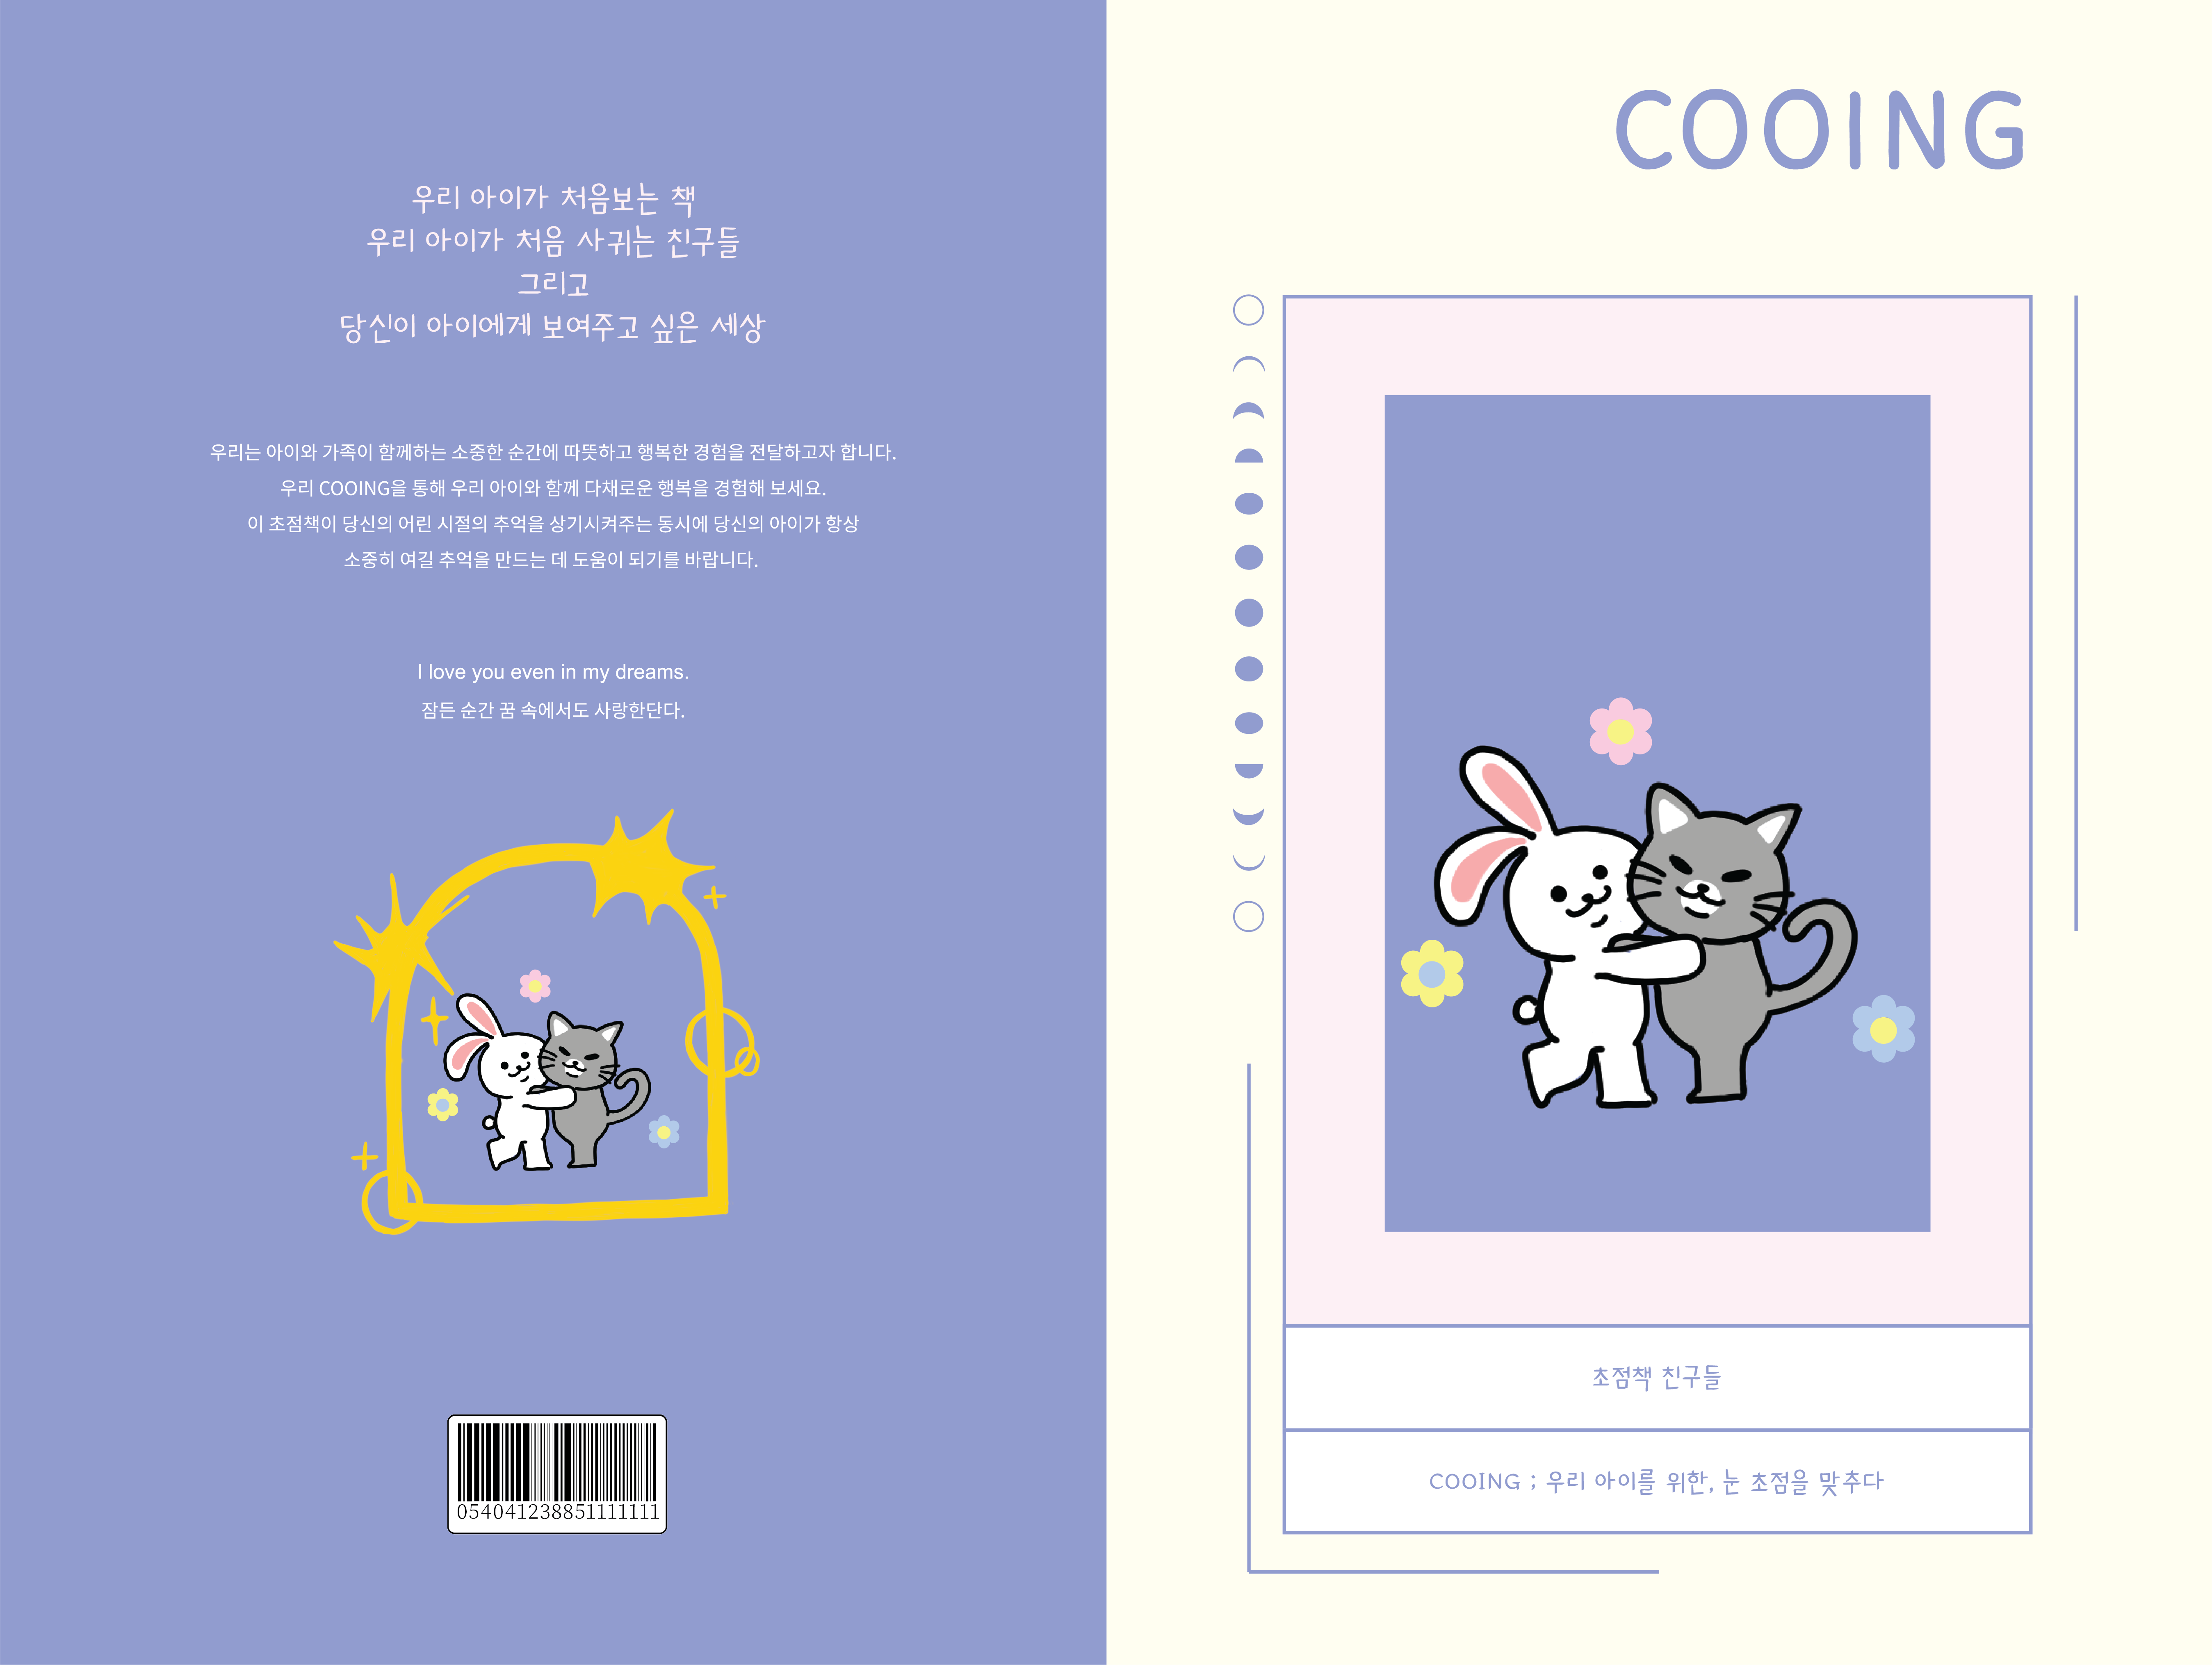 우리 아이가 처음보는 책
우리 아이가 처음 사귀는 친구들
그리고
당신이 아이에게 보여주고 싶은 세상
우리는 아이와 가족이 함께하는 소중한 순간에 따뜻하고 행복한 경험을 전달하고자 합니다.
우리 COOING을 통해 우리 아이와 함께 다채로운 행복을 경험해 보세요.
이 초점책이 당신의 어린 시절의 추억을 상기시켜주는 동시에 당신의 아이가 항상
소중히 여길 추억을 만드는 데 도움이 되기를 바랍니다.
I love you even in my dreams.
잠든 순간 꿈 속에서도 사랑한단다.
0540412388511111111
COOING
초점책 친구들
COOING ; 우리 아이를 위한, 눈 초점을 맞추다